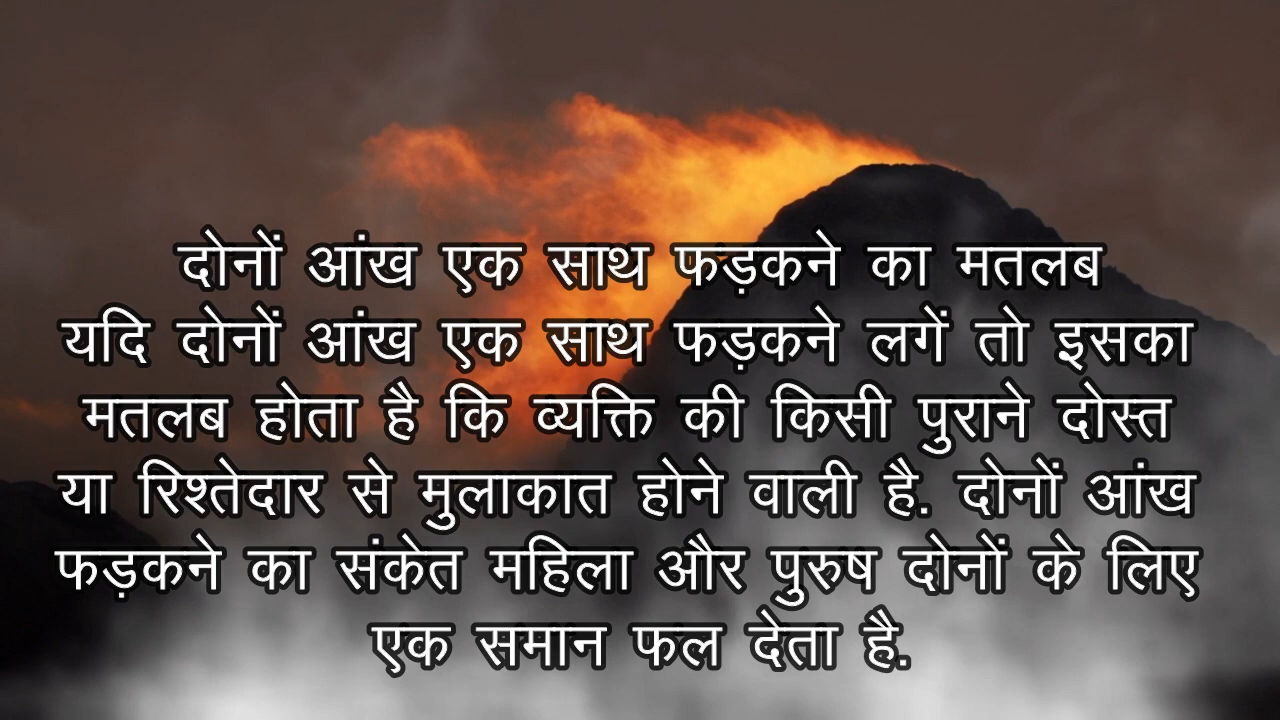 दोनों आंख एक साथ फड़कने का मतलब
यदि दोनों आंख एक साथ फड़कने लगें तो इसका
मतलब होता है कि व्यक्ति की किसी पुराने दोस्त
या रिश्तेदार से मुलाकात होने वाली है. दोनों आंख
फड़कने का संकेत महिला और पुरुष दोनों के लिए
एक समान फल देता है.